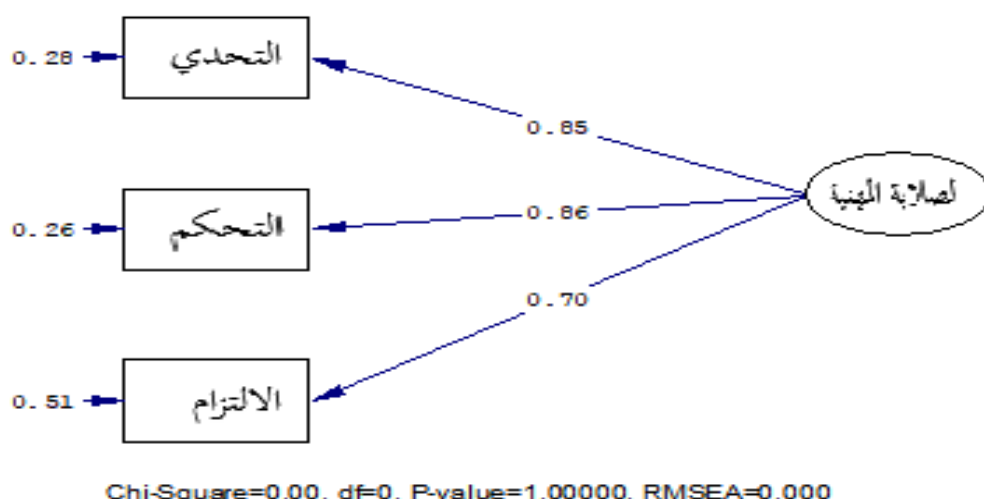 0.28
التحدي
0.85
لصلابة المهنية
0.26
التحكم
0.86
0.70
0.51
الالتزام
Chi-Square=0.00, df=0, P-value=1.00000, RMSEA=0.000